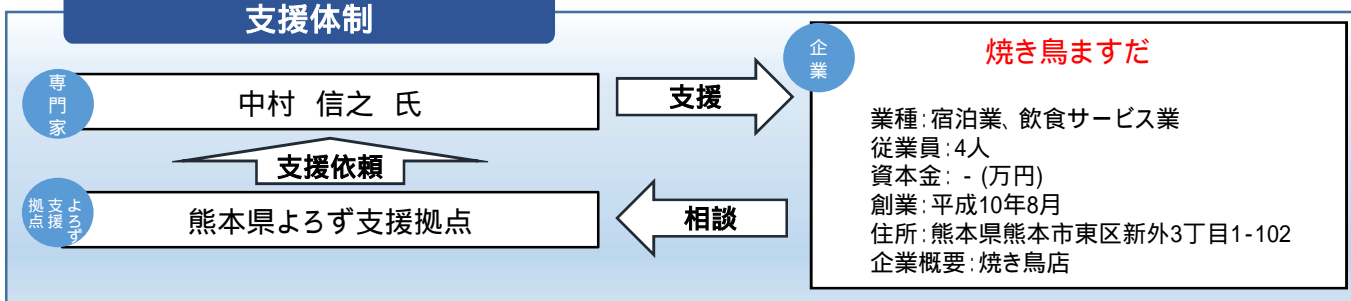 支援体制
専門家
中村 信之 氏
支援
支援依頼
よろず支援拠点
熊本県よろず支援拠点
相談
企業
焼き鳥ますだ
業種:宿泊業、飲食サービス業
従業員:4人
資本金: - (万円)
創業:平成10年8月
住所:熊本県熊本市東区新外3丁目1-102
企業概要:焼き鳥店